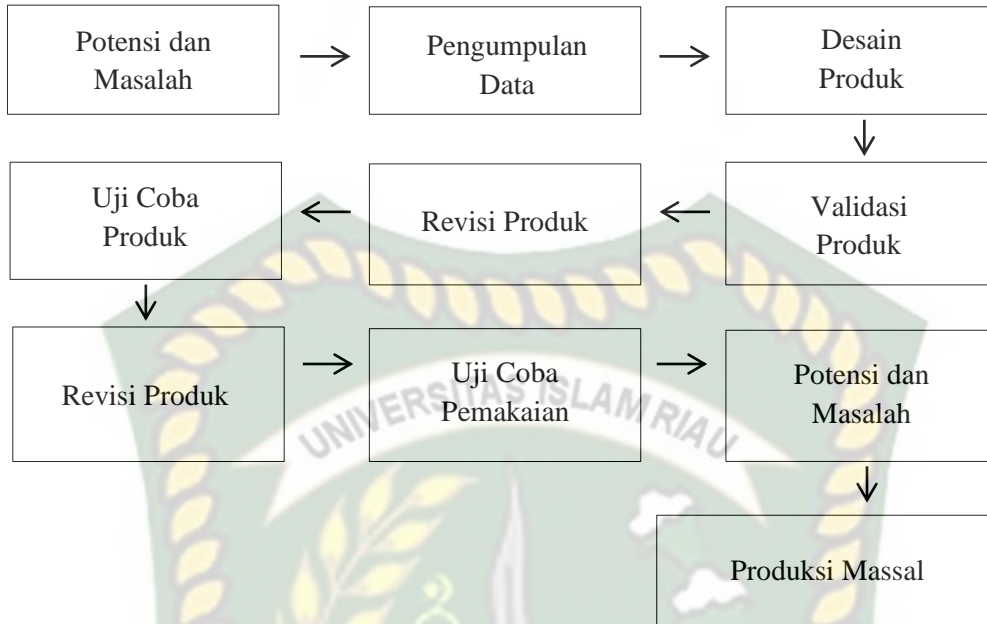 Potensi dan
Masalah
Pengumpulan
Data
Desain
Produk
Uji Coba
Produk
Revisi Produk
Validasi
Produk
Revisi Produk
Uji Coba
Pemakaian
Potensi dan
Masalah
UNIVERSITAS ISLAM RIAU
Produksi Massal